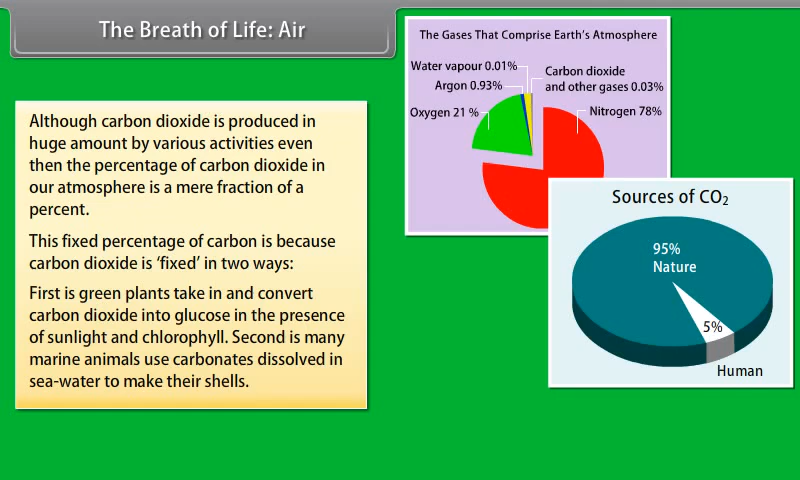 The Breath of Life: Air
Although carbon dioxide is produced in
huge amount by various activities even
then the percentage of carbon dioxide in
our atmosphere is a mere fraction of a
percent.
This fixed percentage of carbon is because
carbon dioxide is ‘fixed’ in two ways:
First is green plants take in and convert
carbon dioxide into glucose in the presence
of sunlight and chlorophyll. Second is many
marine animals use carbonates dissolved in
sea-water to make their shells.
The Gases That Comprise Earth's Atmosphere
Water vapour 0.01%
Argon 0.93%
Oxygen 21 %
Carbon dioxide
and other gases 0.03%
Nitrogen 78%
Sources of CO₂
95%
Nature
5%
Human